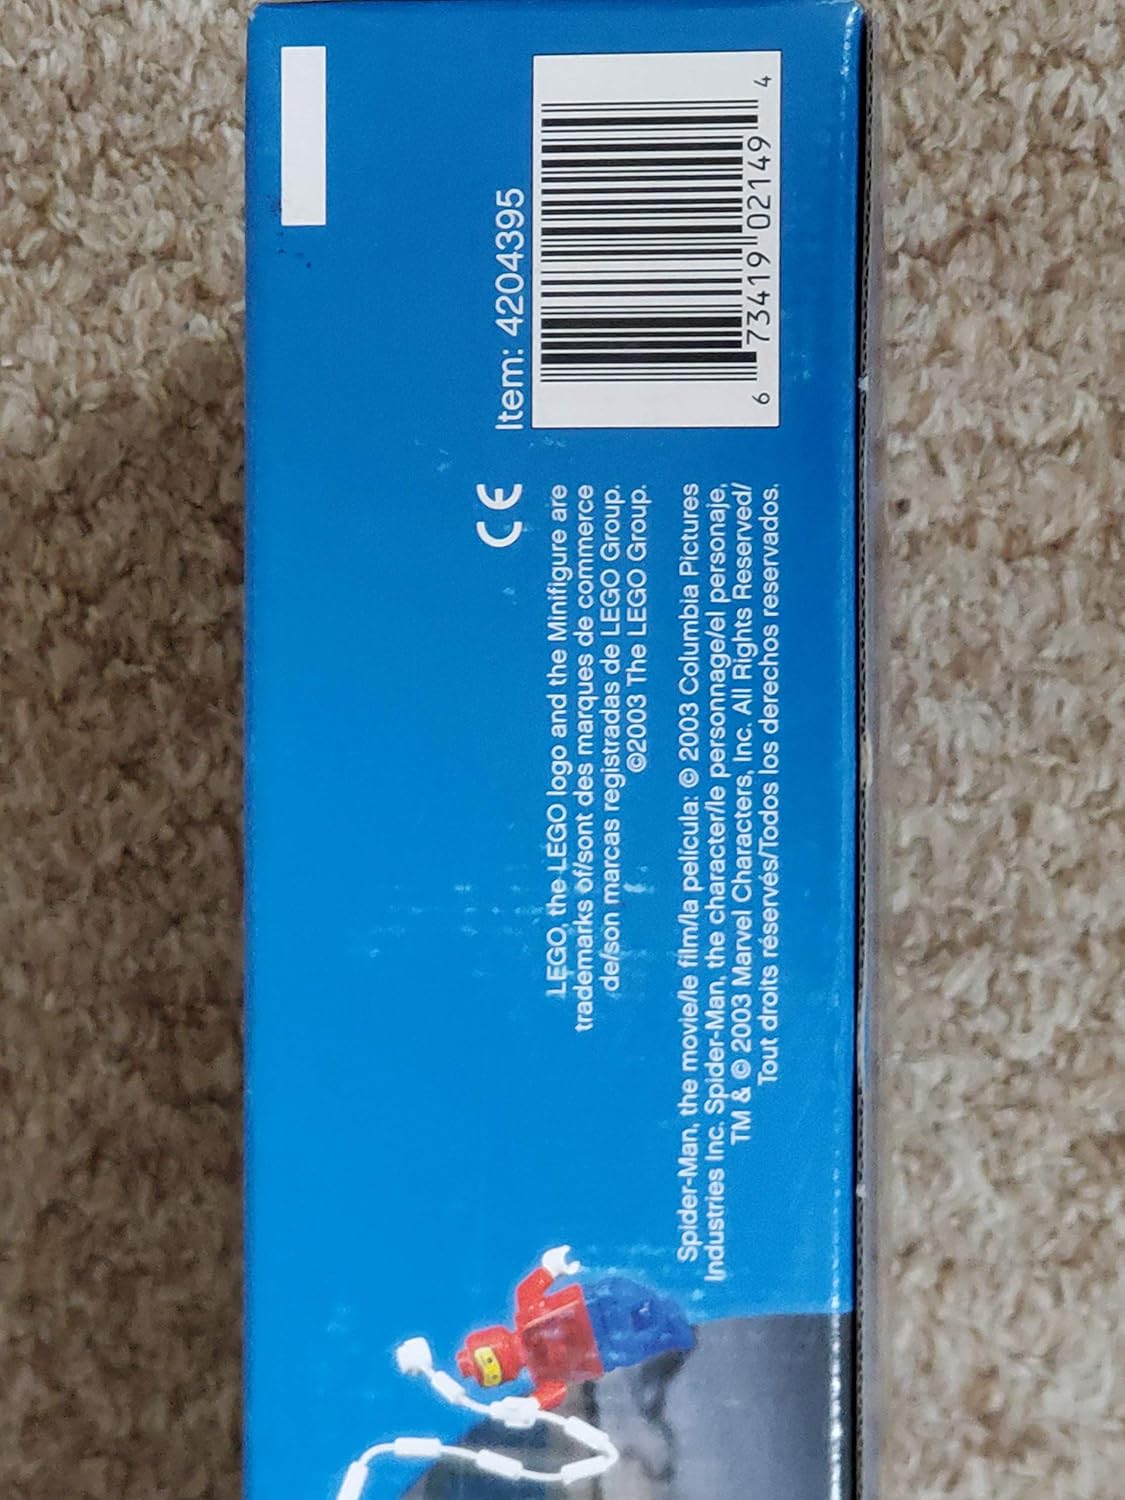 Item: 4204395
6 73419 02149 4
CE
LEGO, the LEGO logo and the Minifigure are
trademarks of/sont des marques de commerce
de/son marcas registradas de LEGO Group.
©2003 The LEGO Group.
Spider-Man, the movie/le film/la película: © 2003 Columbia Pictures
Industries Inc. Spider-Man, the character/le personnage/el personaje,
TM & © 2003 Marvel Characters, Inc. All Rights Reserved/
Tout droits réservés/Todos los derechos reservados.